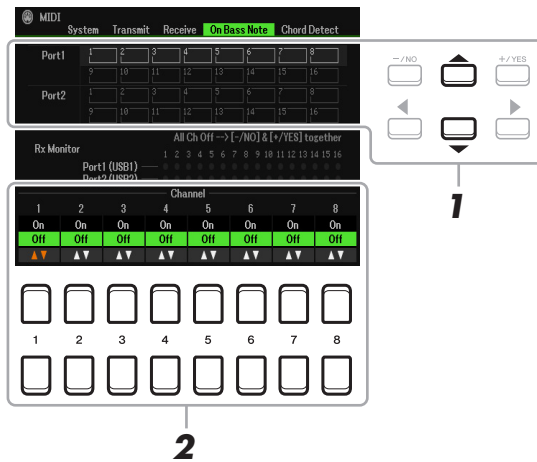 MIDI
System Transmit Receive On Bass Note Chord Detect
Port1 1 2 3 4 5 6 7 8
9 10 11 12 13 14 15 16
Port2 1 2 3 4 5 6 7 8
9 10 11 12 13 14 15 16
-/NO +/YES
All Ch Off --> [-/NO] & [+/YES] together
Rx Monitor 1 2 3 4 5 6 7 8 9 10 11 12 13 14 15 16
Port1 (USB1)
Port2 (USB2)
1
Channel
1 2 3 4 5 6 7 8
On On On On On On On On
Off Off Off Off Off Off Off Off
1 2 3 4 5 6 7 8
2